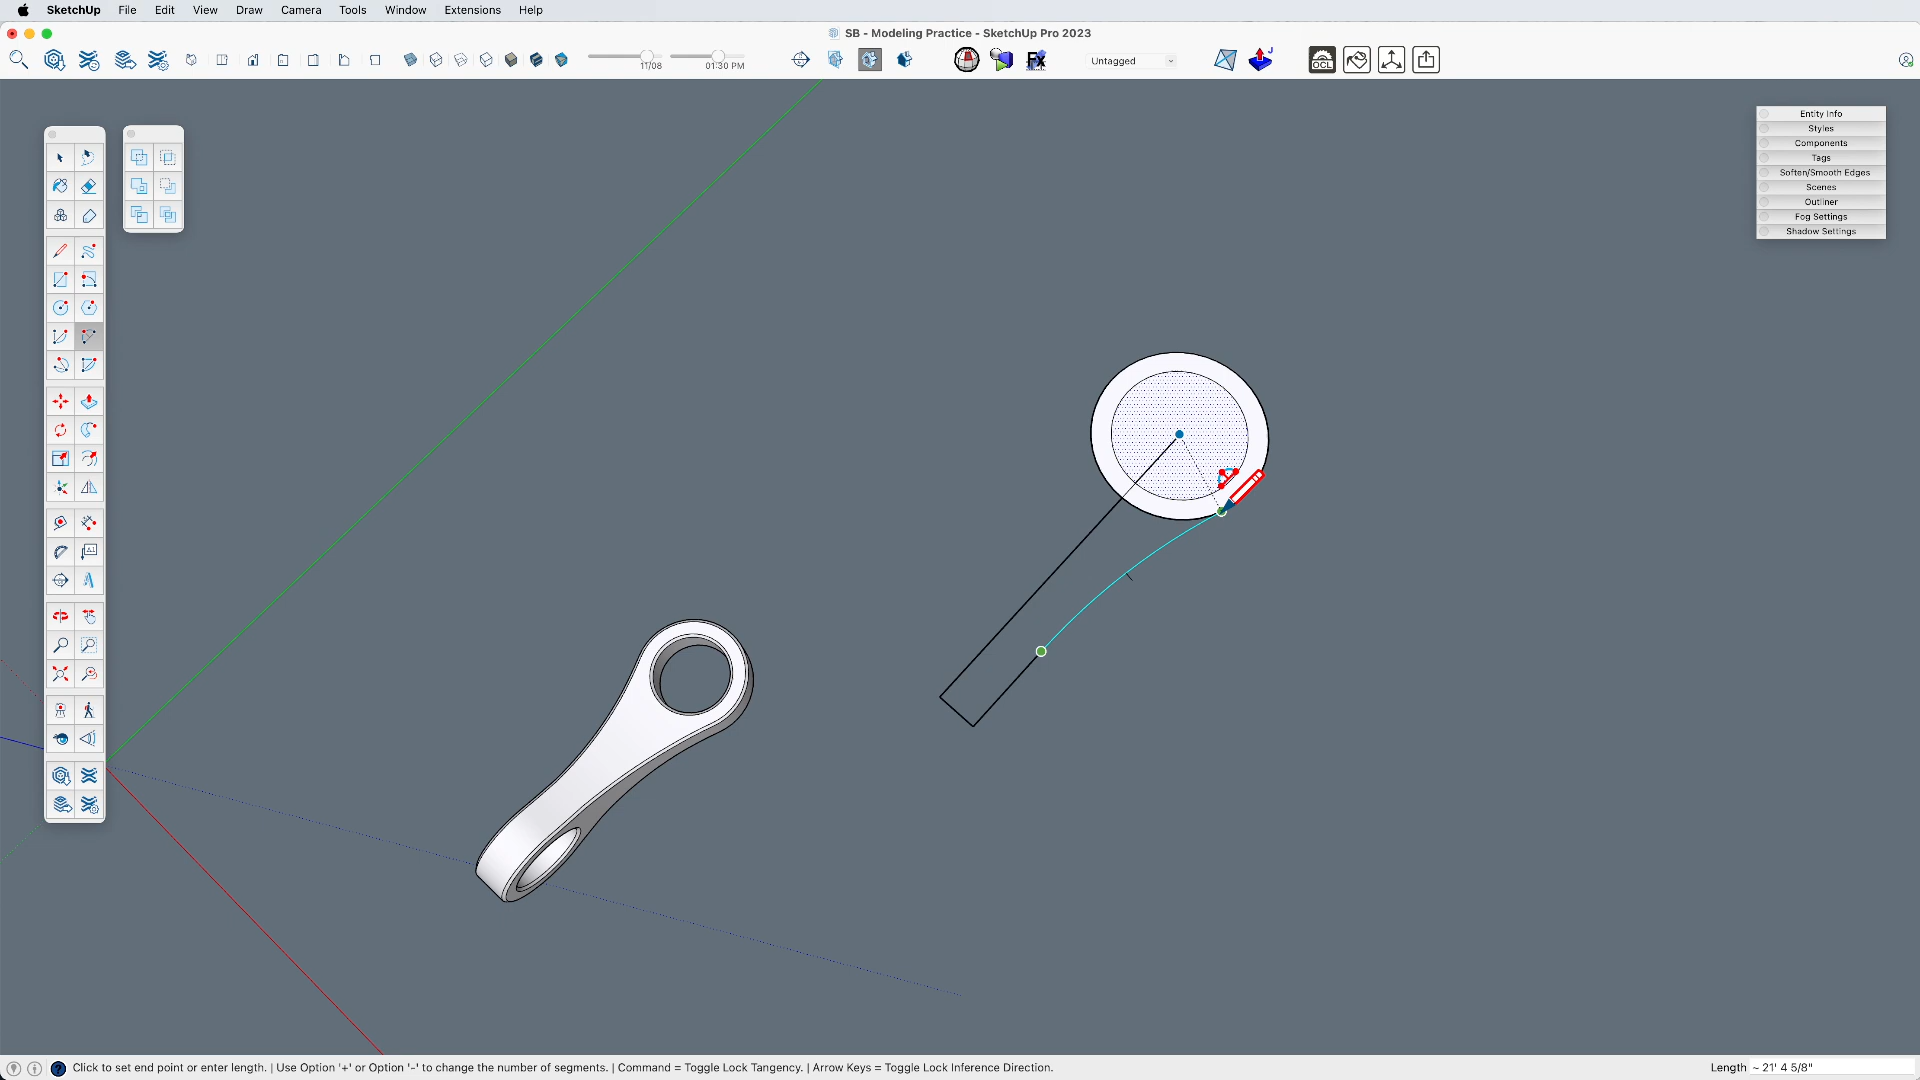 SketchUp File Edit View Draw Camera Tools Window Extensions Help
SB - Modeling Practice - SketchUp Pro 2023
11/08 01:30 PM
FX
Untagged
J
OCL
Entity Info
Styles
Components
Tags
Soften/Smooth Edges
Scenes
Outliner
Fog Settings
Shadow Settings
Click to set end point or enter length. | Use Option '+' or Option '-' to change the number of segments. | Command = Toggle Lock Tangency. | Arrow Keys = Toggle Lock Inference Direction.
Length ~ 21' 4 5/8"